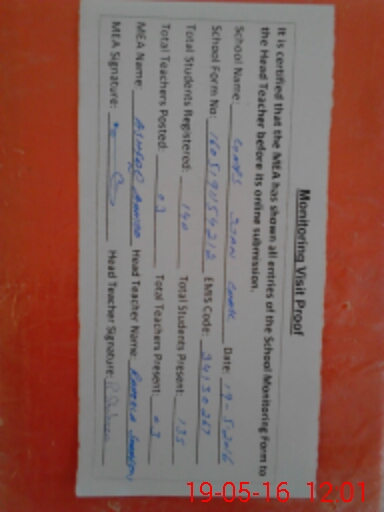 Monitoring Visit Proof
It is certified that the MEA has shown all entries of the School Monitoring Form to
the Head Teacher before its online submission.
School Name: Date: 19-5-2016
School Form No: EMIS Code: 34130267
Total Students Registered: 140 Total Students Present: 135
Total Teachers Posted: 03 Total Teachers Present: 03
MEA Name: Head Teacher Name:
MEA Signature: Head Teacher Signature:
19-05-16 12:01